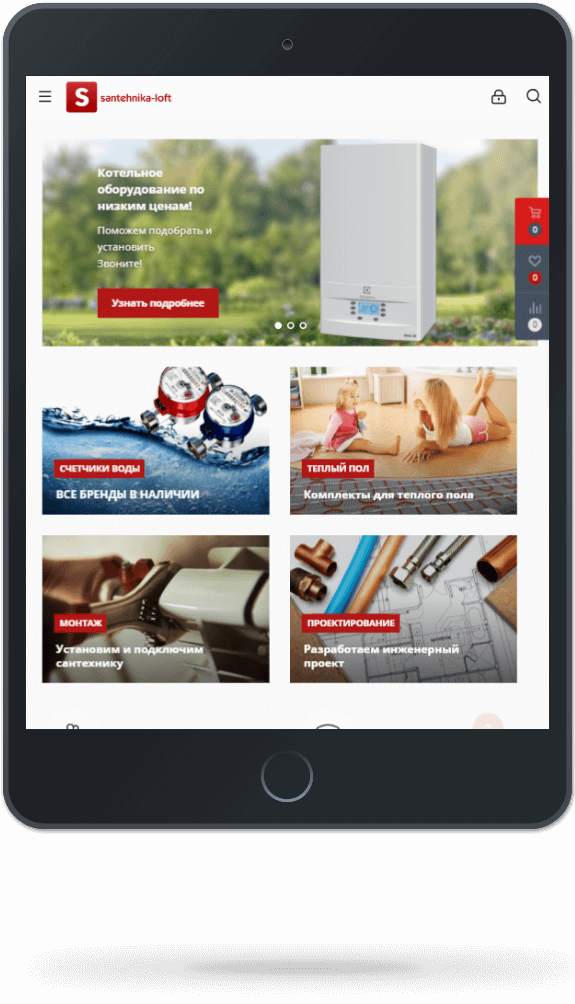 S santehnika-loft
Котельное
оборудование по
низким ценам!
Поможем подобрать и
установить
Звоните!
Узнать подробнее
0
0
0
СЧЕТЧИКИ ВОДЫ
ВСЕ БРЕНДЫ В НАЛИЧИИ
ТЕПЛЫЙ ПОЛ
Комплекты для теплого пола
МОНТАЖ
Установим и подключим
сантехнику
ПРОЕКТИРОВАНИЕ
Разработаем инженерный
проект